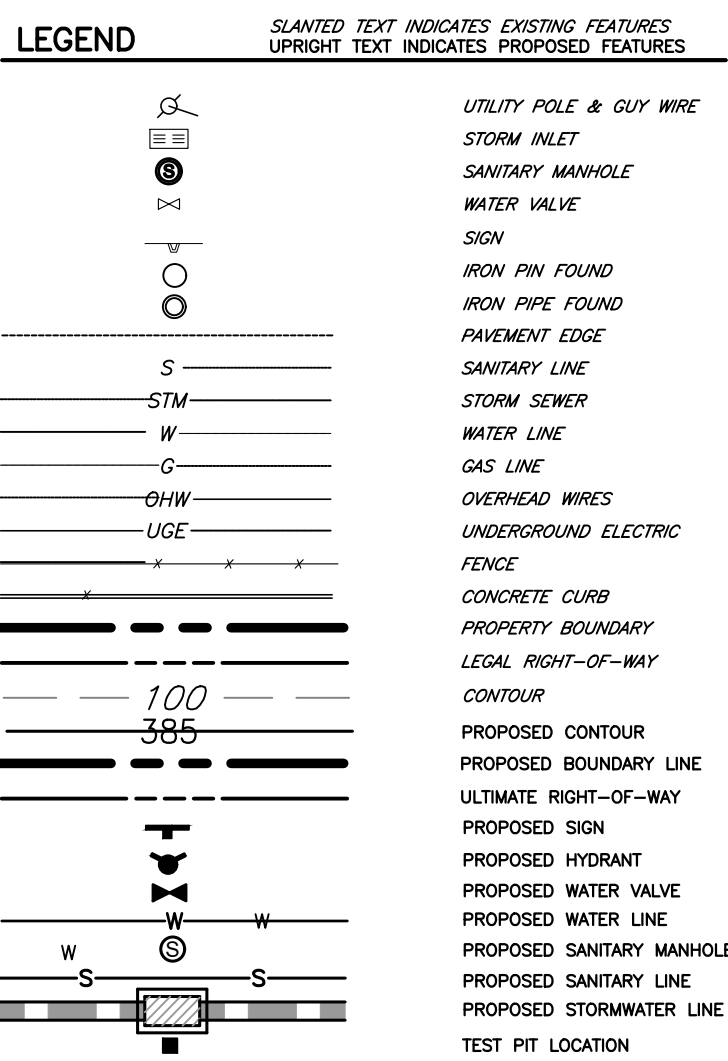 LEGEND
SLANTED TEXT INDICATES EXISTING FEATURES
UPRIGHT TEXT INDICATES PROPOSED FEATURES
UTILITY POLE & GUY WIRE
STORM INLET
S SANITARY MANHOLE
WATER VALVE
SIGN
IRON PIN FOUND
IRON PIPE FOUND
PAVEMENT EDGE
S SANITARY LINE
STM STORM SEWER
W WATER LINE
G GAS LINE
OHW OVERHEAD WIRES
UGE UNDERGROUND ELECTRIC
X X X FENCE
X CONCRETE CURB
PROPERTY BOUNDARY
LEGAL RIGHT-OF-WAY
100 CONTOUR
385 PROPOSED CONTOUR
PROPOSED BOUNDARY LINE
ULTIMATE RIGHT-OF-WAY
PROPOSED SIGN
PROPOSED HYDRANT
PROPOSED WATER VALVE
W W PROPOSED WATER LINE
W S PROPOSED SANITARY MANHOLE
S S PROPOSED SANITARY LINE
PROPOSED STORMWATER LINE
TEST PIT LOCATION